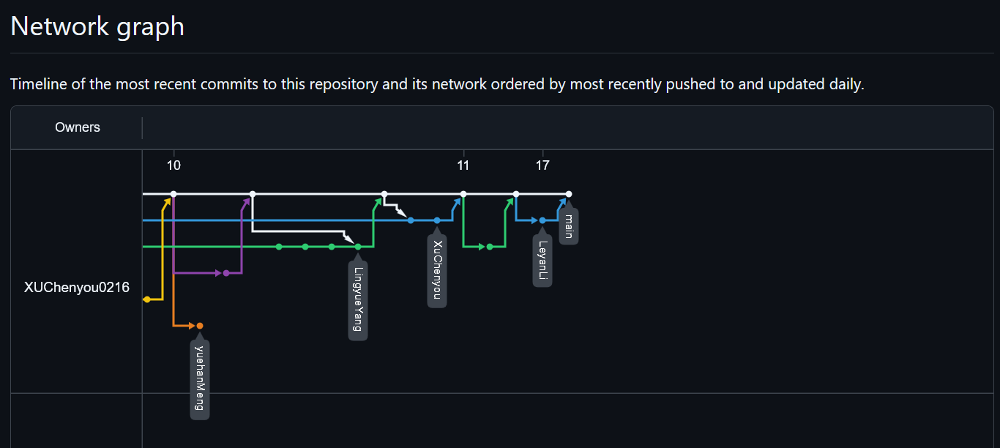 Network graph
Timeline of the most recent commits to this repository and its network ordered by most recently pushed to and updated daily.
Owners
10
11
17
main
XuChenyou
LeyanLi
LingyueYang
XUChenyou0216
yuehanMeng